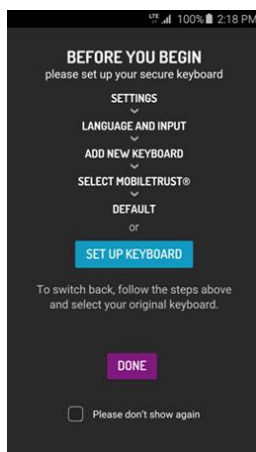 LTE 100% 2:18 PM
BEFORE YOU BEGIN
please set up your secure keyboard
SETTINGS
LANGUAGE AND INPUT
ADD NEW KEYBOARD
SELECT MOBILETRUST®
DEFAULT
or
SET UP KEYBOARD
To switch back, follow the steps above
and select your original keyboard.
DONE
Please don't show again